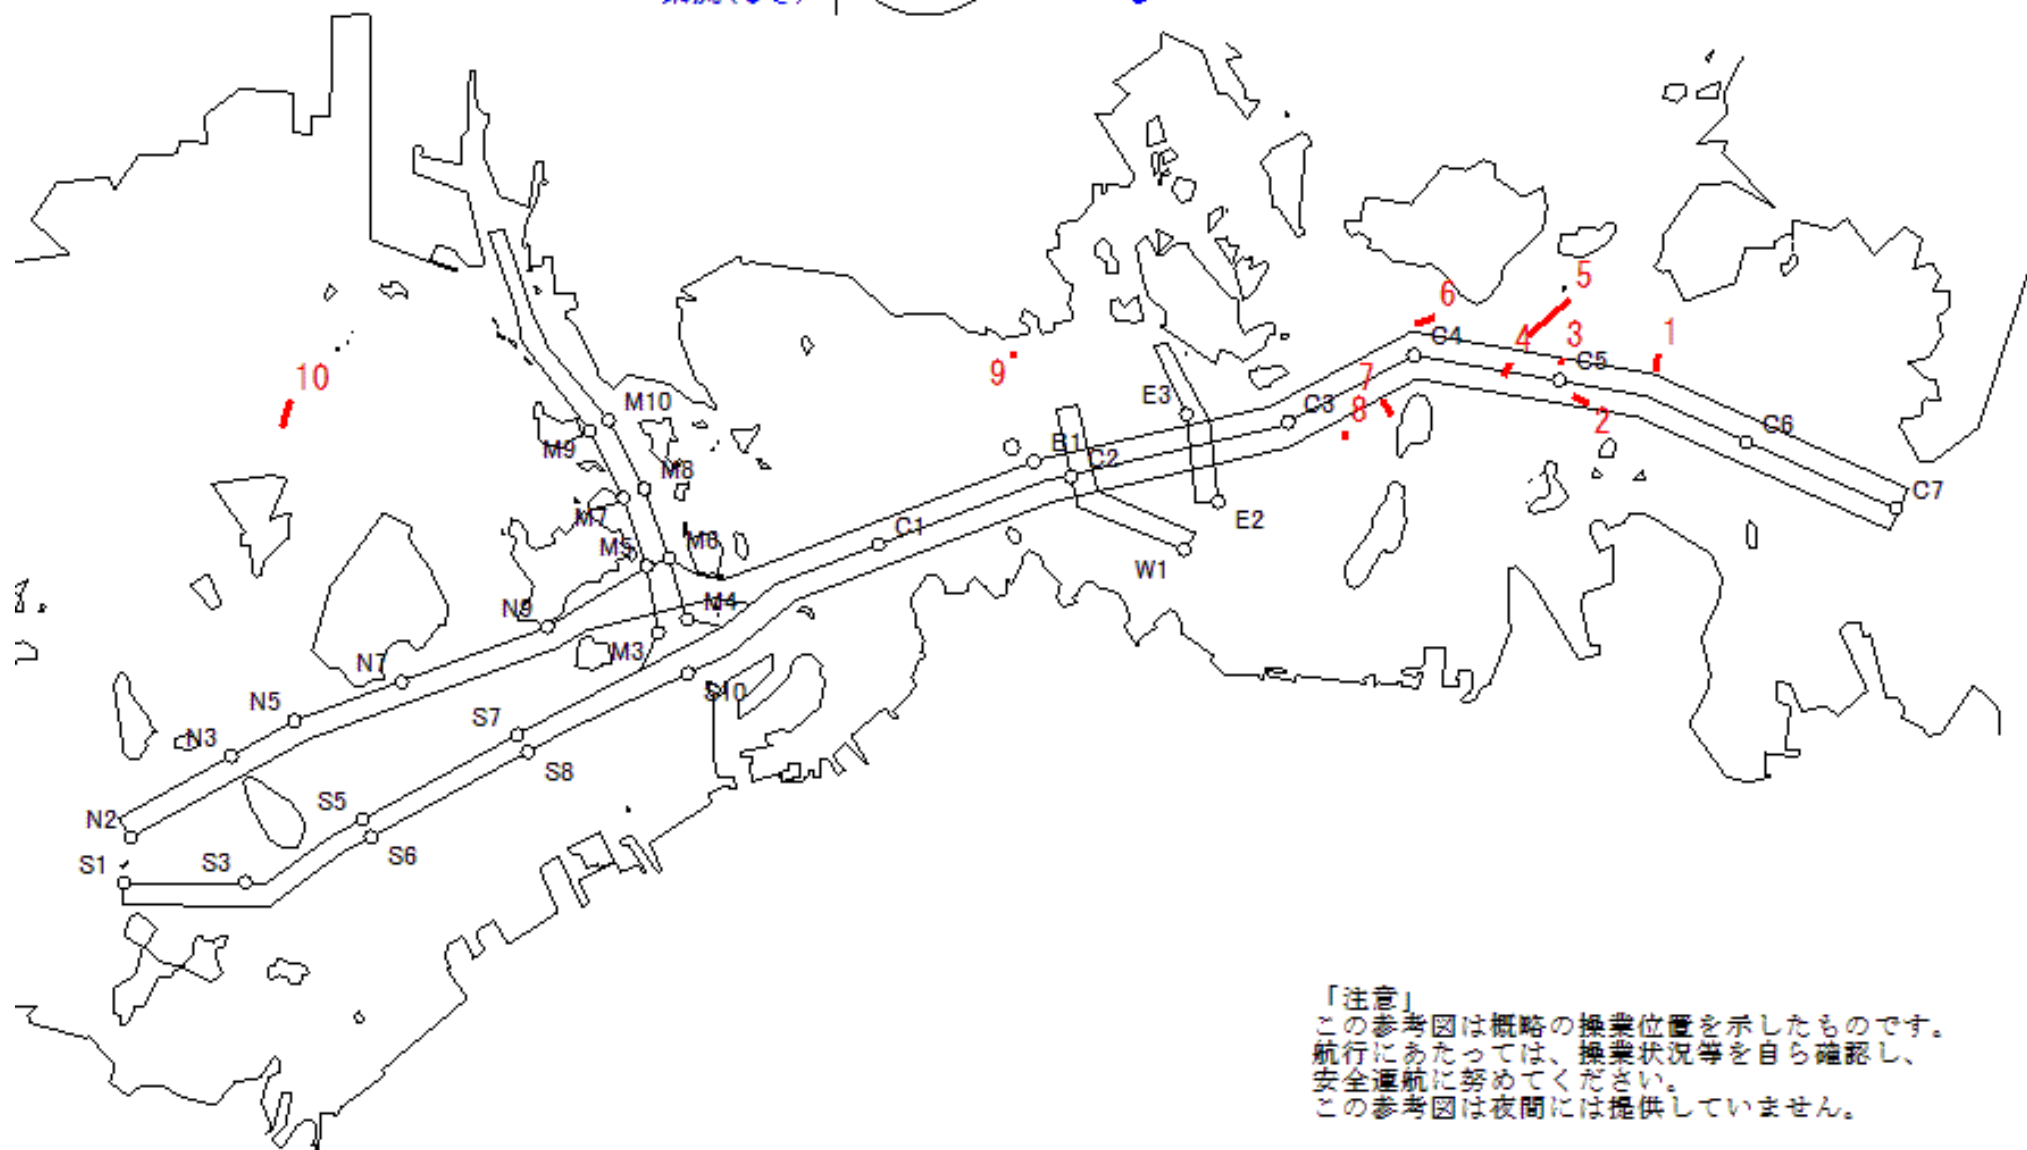 5
6
1
4
3
C4
C5
9
10
7
8
2
M10
E3
C3
C6
M9
B1
C2
M8
C7
M7
E2
C1
M5
M6
W1
N9
M4
M3
N7
S10
N5
S7
N3
S8
S5
N2
S6
S1
S3
「注意」
この参考図は概略の操業位置を示したものです。
航行にあたっては、操業状況等を自ら確認し、
安全運航に努めてください。
この参考図は夜間には提供していません。